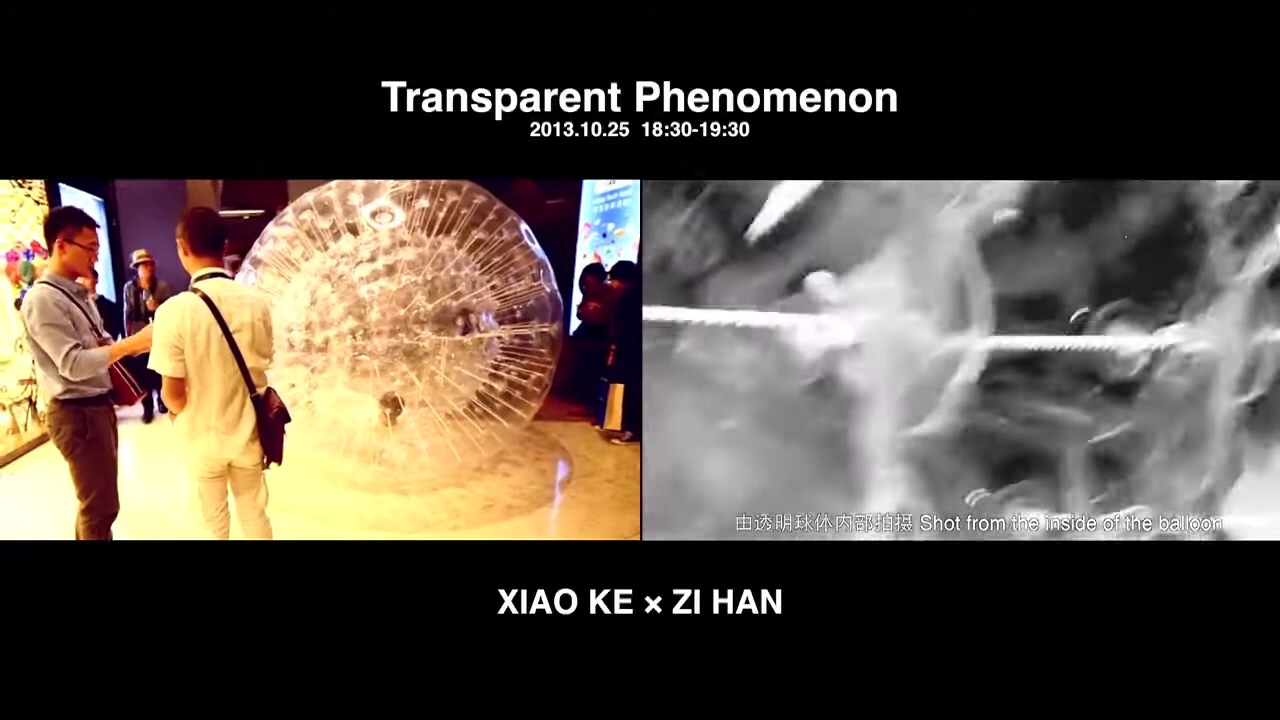 Transparent Phenomenon
2013.10.25 18:30-19:30
由透明球体内部拍摄 Shot from the inside of the balloon
XIAO KE × ZI HAN